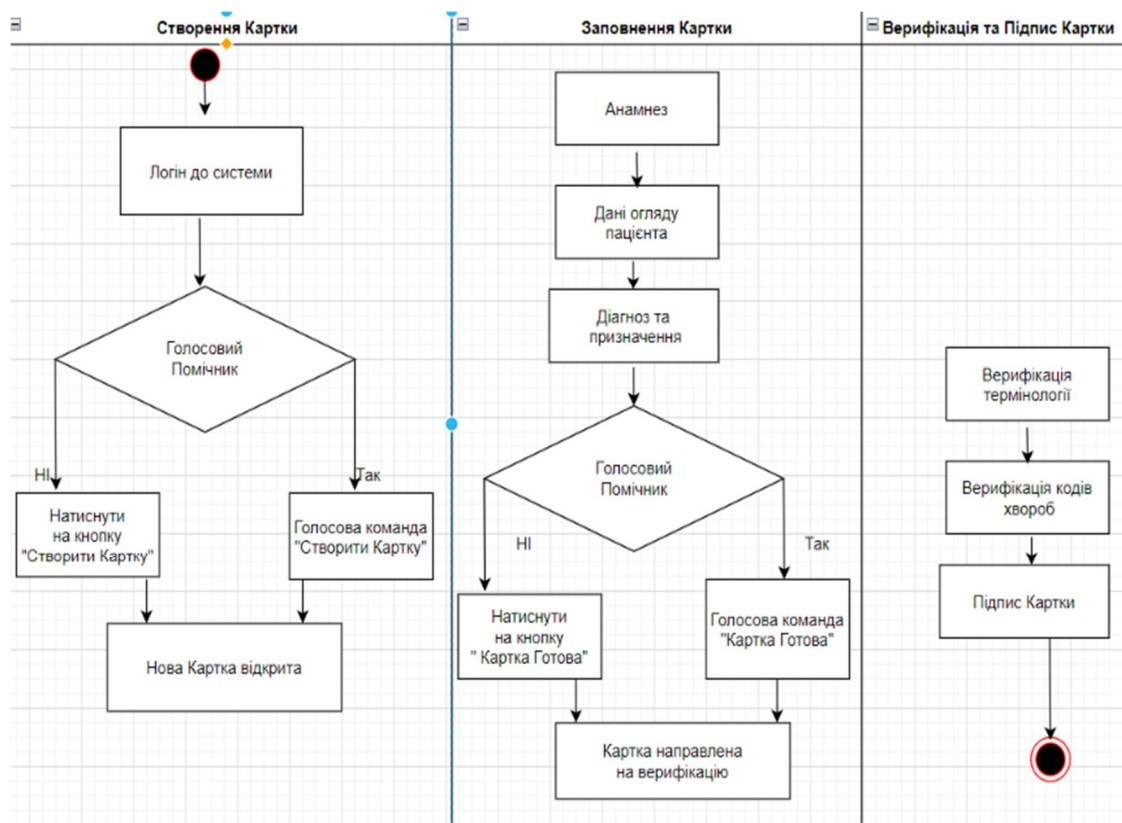 Створення Картки
Заповнення Картки
Верифікація та Підпис Картки
Логін до системи
Голосовий
Помічник
НІ
Так
Натиснути
на кнопку
"Створити Картку"
Голосова команда
"Створити Картку"
Нова Картка відкрита
Анамнез
Дані огляду
пацієнта
Діагноз та
призначення
Голосовий
Помічник
НІ
Так
Натиснути
на кнопку
" Картка Готова"
Голосова команда
"Картка Готова"
Картка направлена
на верифікацію
Верифікація
термінології
Верифікація кодів
хвороб
Підпис Картки